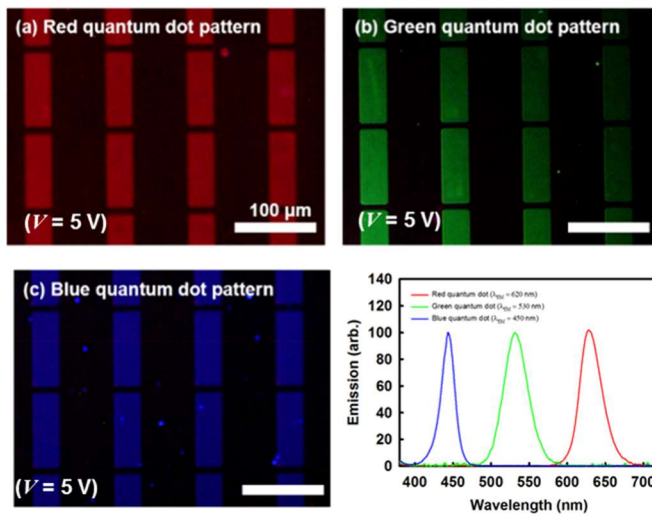 (a) Red quantum dot pattern
(V = 5 V)
100 μm
(b) Green quantum dot pattern
(V = 5 V)
(c) Blue quantum dot pattern
(V = 5 V)
140
120
100
80
60
40
20
0
Emission (arb.)
Red quantum dot (λEM = 620 nm)
Green quantum dot (λEM = 530 nm)
Blue quantum dot (λEM = 450 nm)
400 450 500 550 600 650 700
Wavelength (nm)